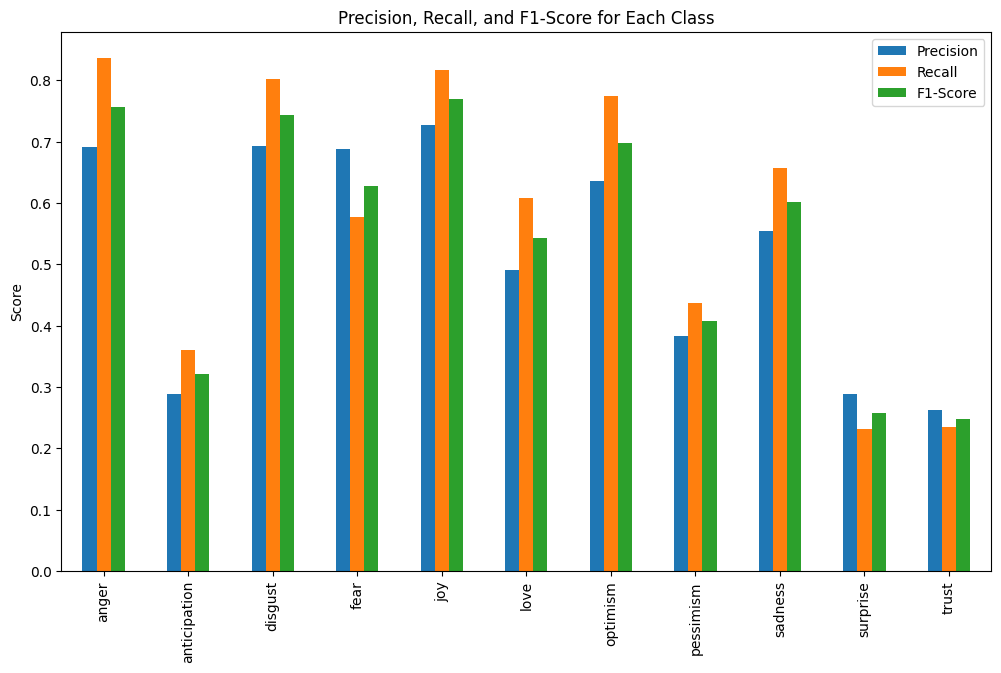 Precision, Recall, and F1-Score for Each Class
Precision
Recall
F1-Score
Score
0.8
0.7
0.6
0.5
0.4
0.3
0.2
0.1
0.0
anger
anticipation
disgust
fear
joy
love
optimism
pessimism
sadness
surprise
trust